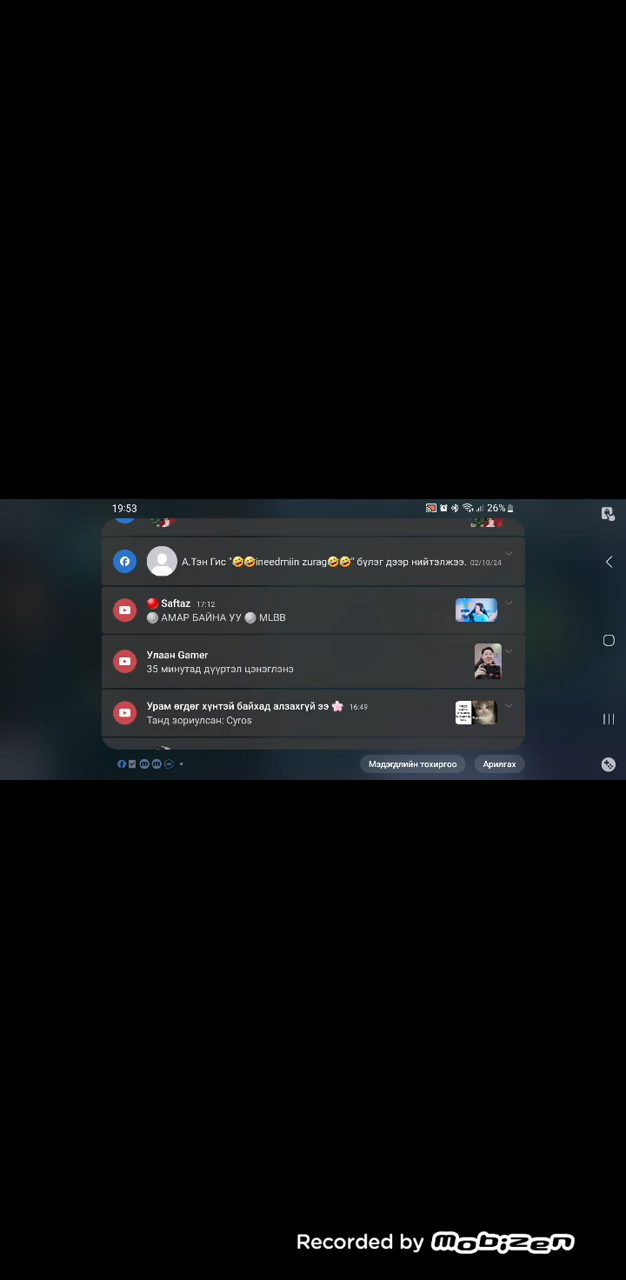 19:53
26%
А.Тэн Гис "🤣🤣ineedmiin zurag🤣🤣" бүлэг дээр нийтэлжээ. 02/10/24
🔴Saftaz 17:12
⚪ АМАР БАЙНА УУ ⚪ MLBB
Улаан Gamer
35 минутад дүүртэл цэнэглэнэ
Урам өгдөг хүнтэй байхад алзахгүй ээ 🌸 16:49
Танд зориулсан: Cyros
Мэдэгдлийн тохиргоо Арилгах
Recorded by mobizen